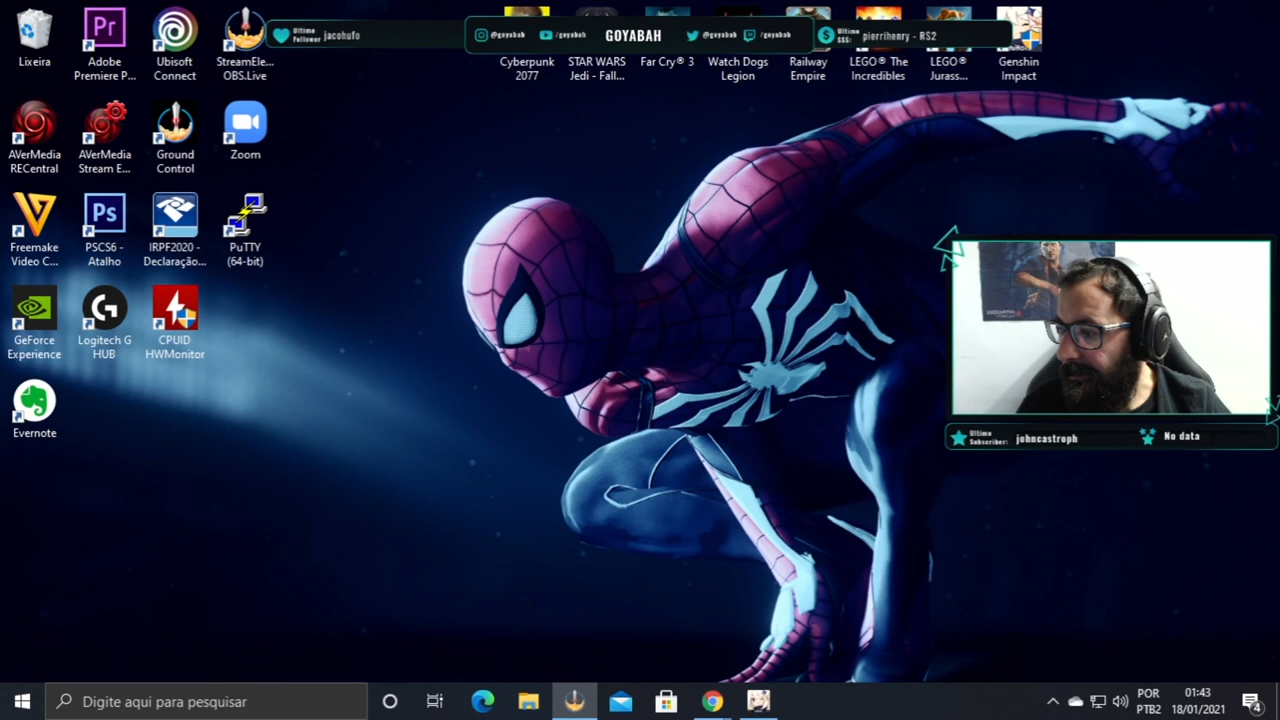 Ultimo
Follower
jacohufo
@goyabah
/goyabah
GOYABAH
@goyabah
/goyabah
Ultimo
$$$:
pierrihenry - R$2
Lixeira
Adobe
Premiere P...
Ubisoft
Connect
StreamEle...
OBS.Live
Cyberpunk
2077
STAR WARS
Jedi - Fall...
Far Cry® 3
Watch Dogs
Legion
Railway
Empire
LEGO® The
Incredibles
LEGO®
Jurass...
Genshin
Impact
AVerMedia
RECentral
AVerMedia
Stream E...
Ground
Control
Zoom
Freemake
Video C...
PSCS6 -
Atalho
IRPF2020 -
Declaração...
PuTTY
(64-bit)
GeForce
Experience
Logitech G
HUB
CPUID
HWMonitor
Evernote
Ultimo
Subscriber:
johncastroph
No data
Digite aqui para pesquisar
POR
PTB2
01:43
18/01/2021
4